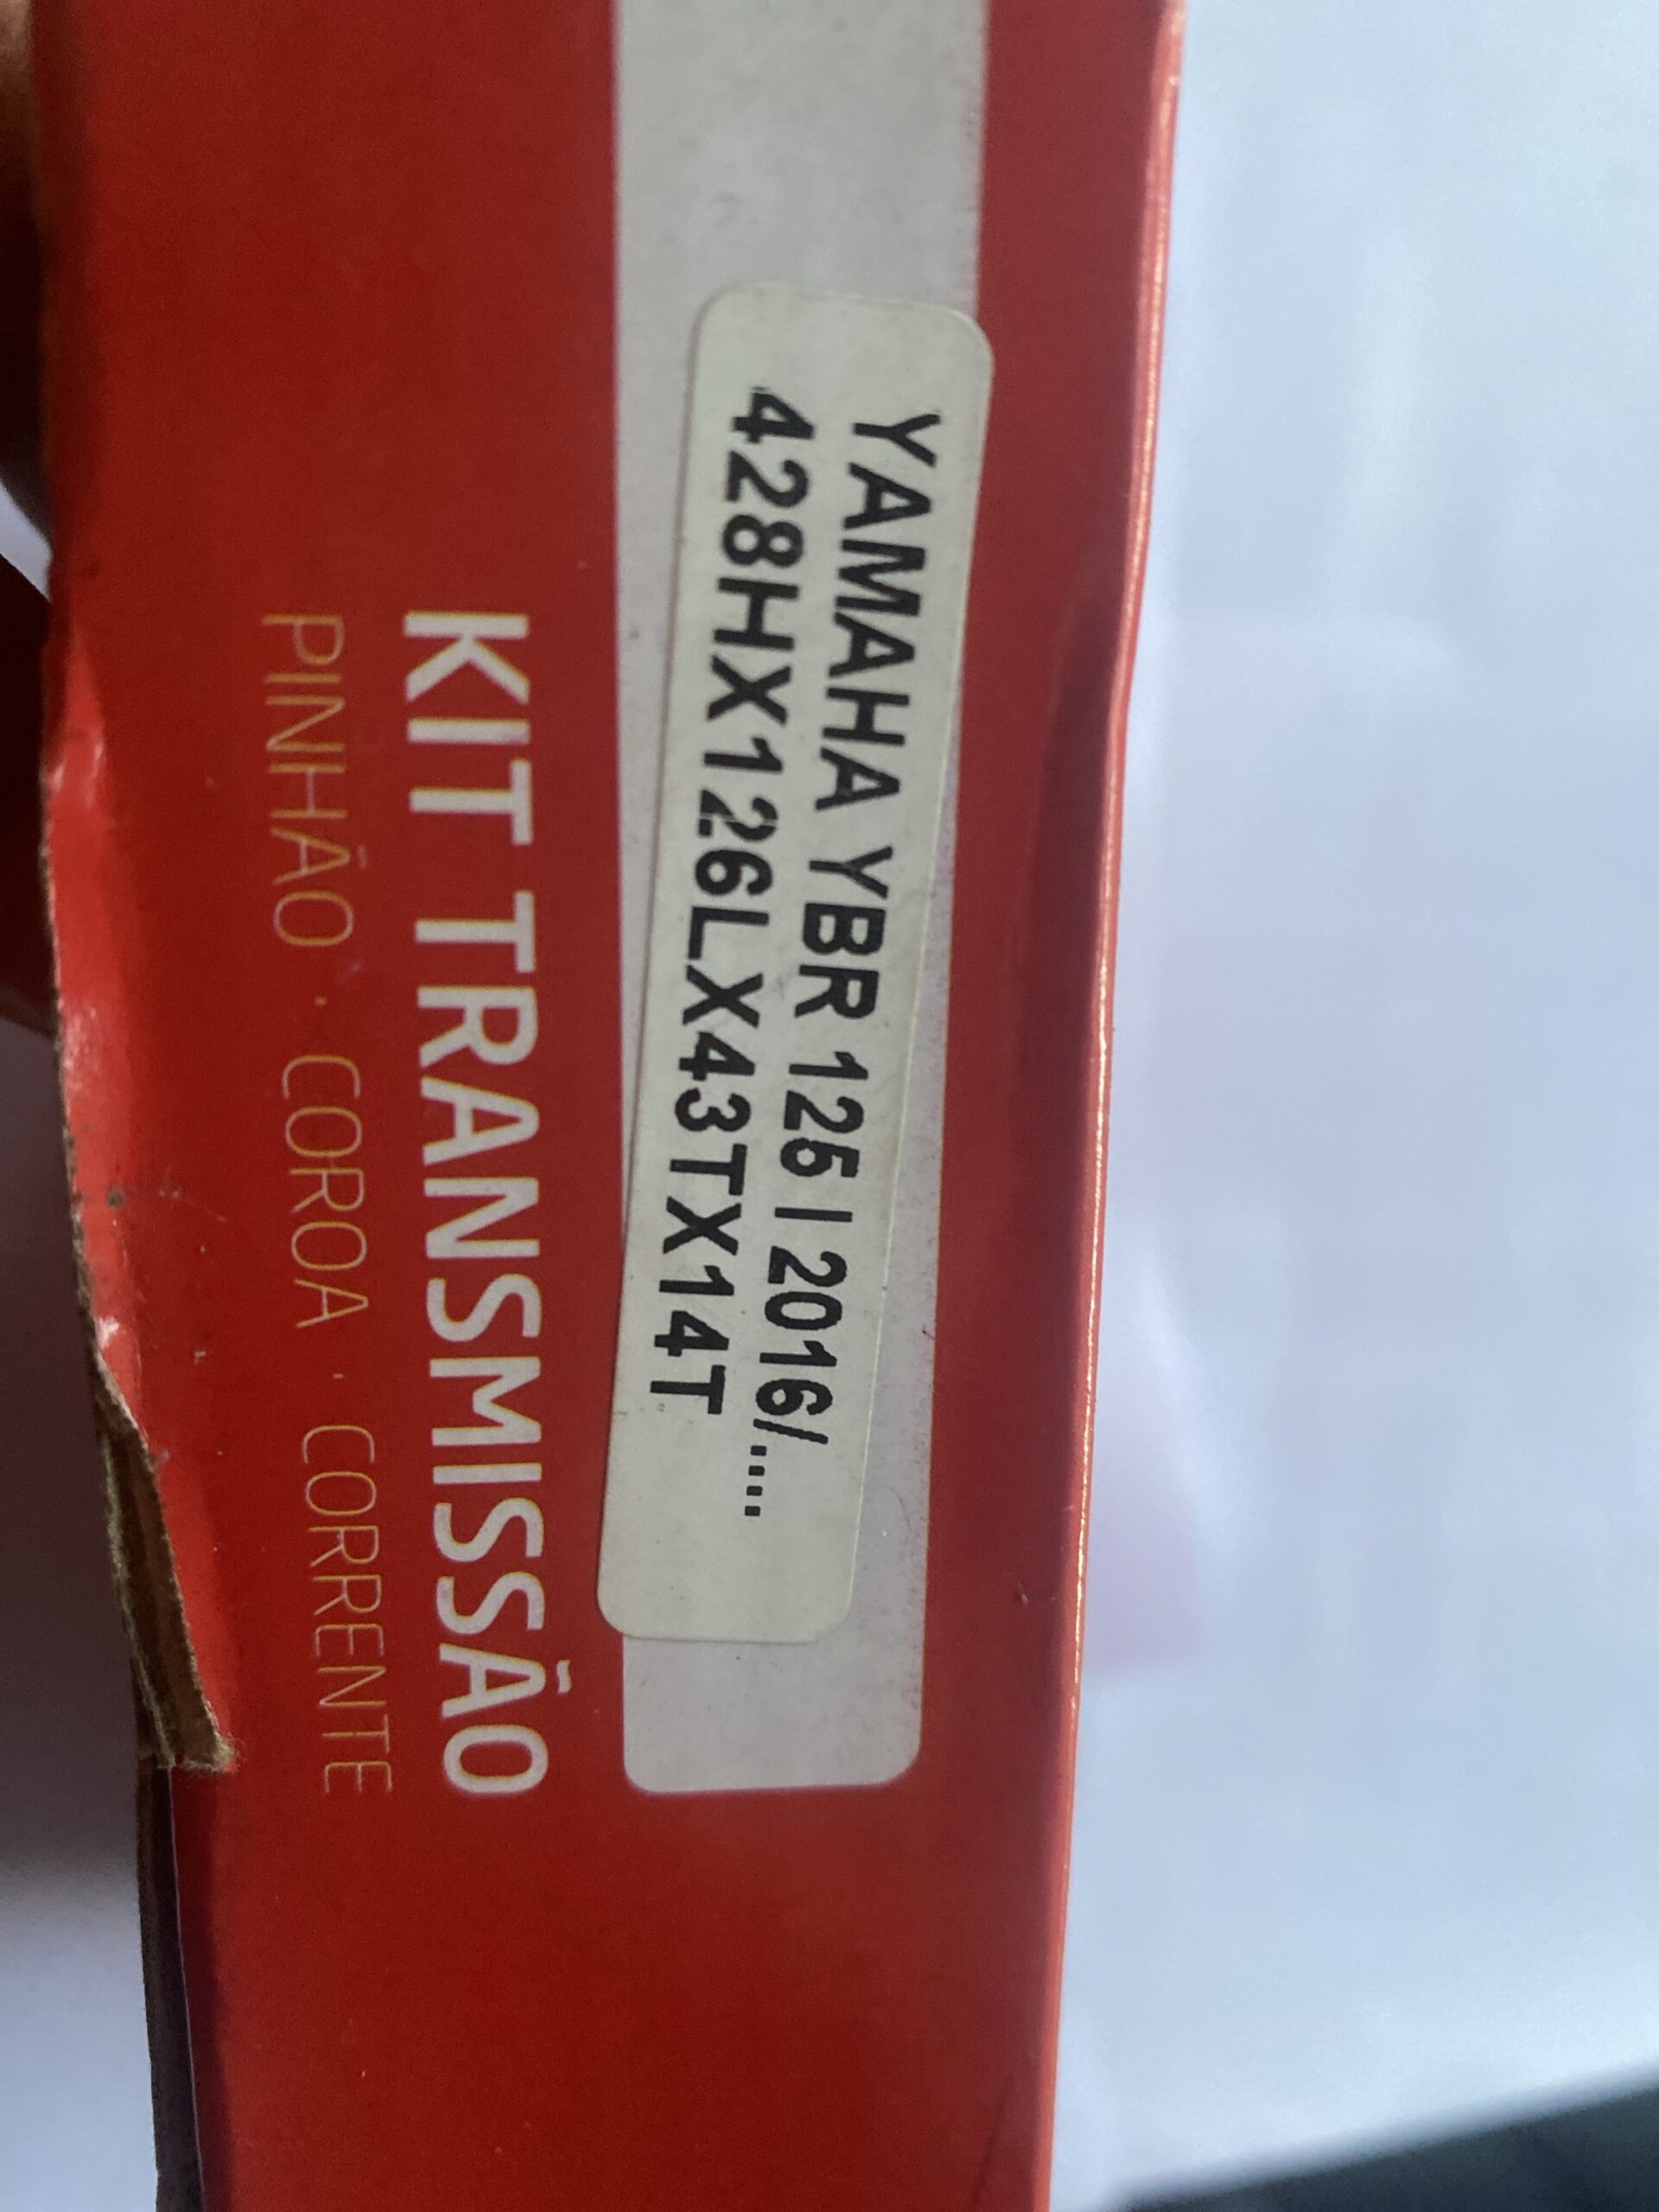 YAMAHA YBR 125 I 2016/....
428HX126LX43TX14T
KIT TRANSMISSÃO
PINHÃO · COROA · CORRENTE